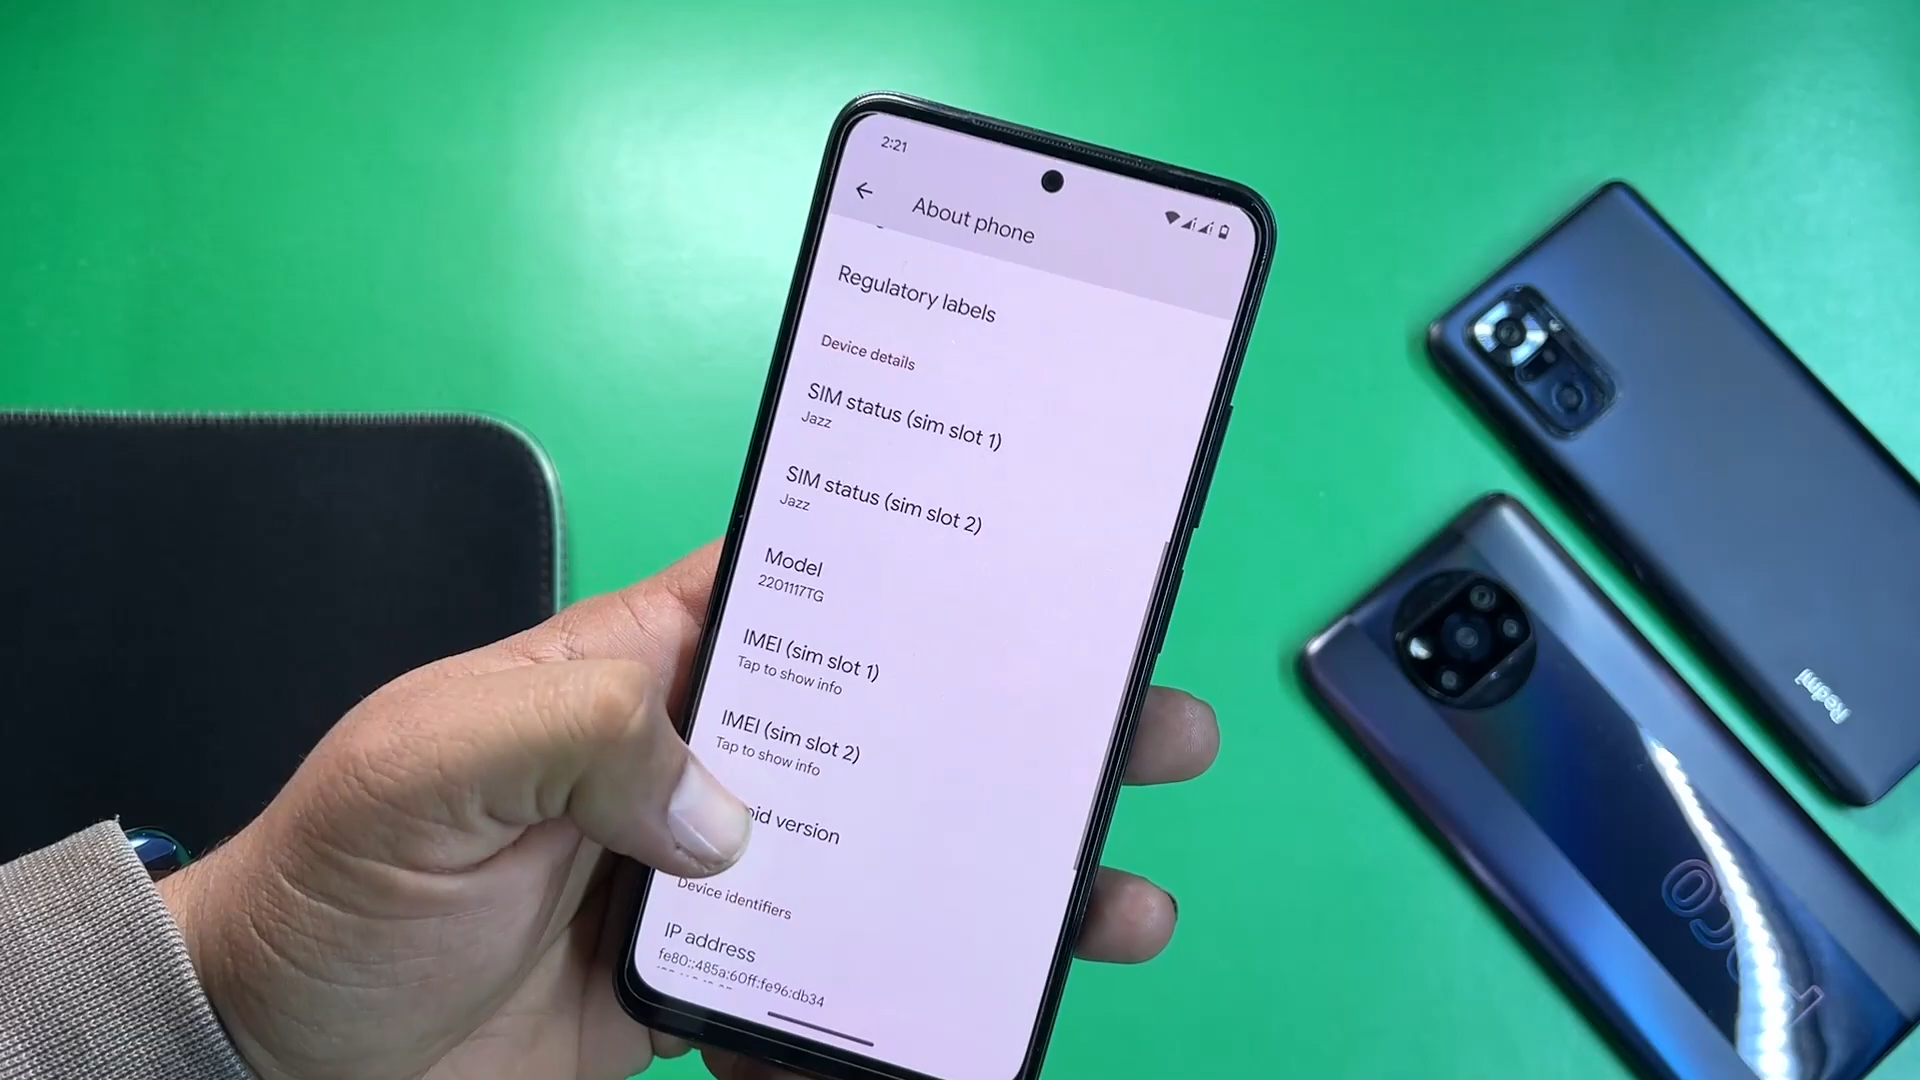 2:21
About phone
Regulatory labels
Device details
SIM status (sim slot 1)
Jazz
SIM status (sim slot 2)
Jazz
Model
2201117TG
IMEI (sim slot 1)
Tap to show info
IMEI (sim slot 2)
Tap to show info
oid version
Device identifiers
IP address
fe80::485a:60ff:fe96:db34
Redmi
POCO